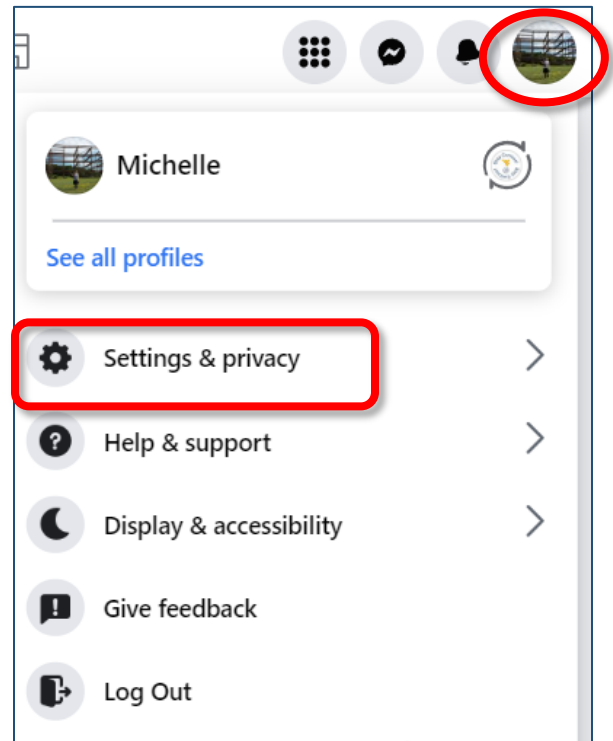 Michelle
See all profiles
Settings & privacy
Help & support
Display & accessibility
Give feedback
Log Out